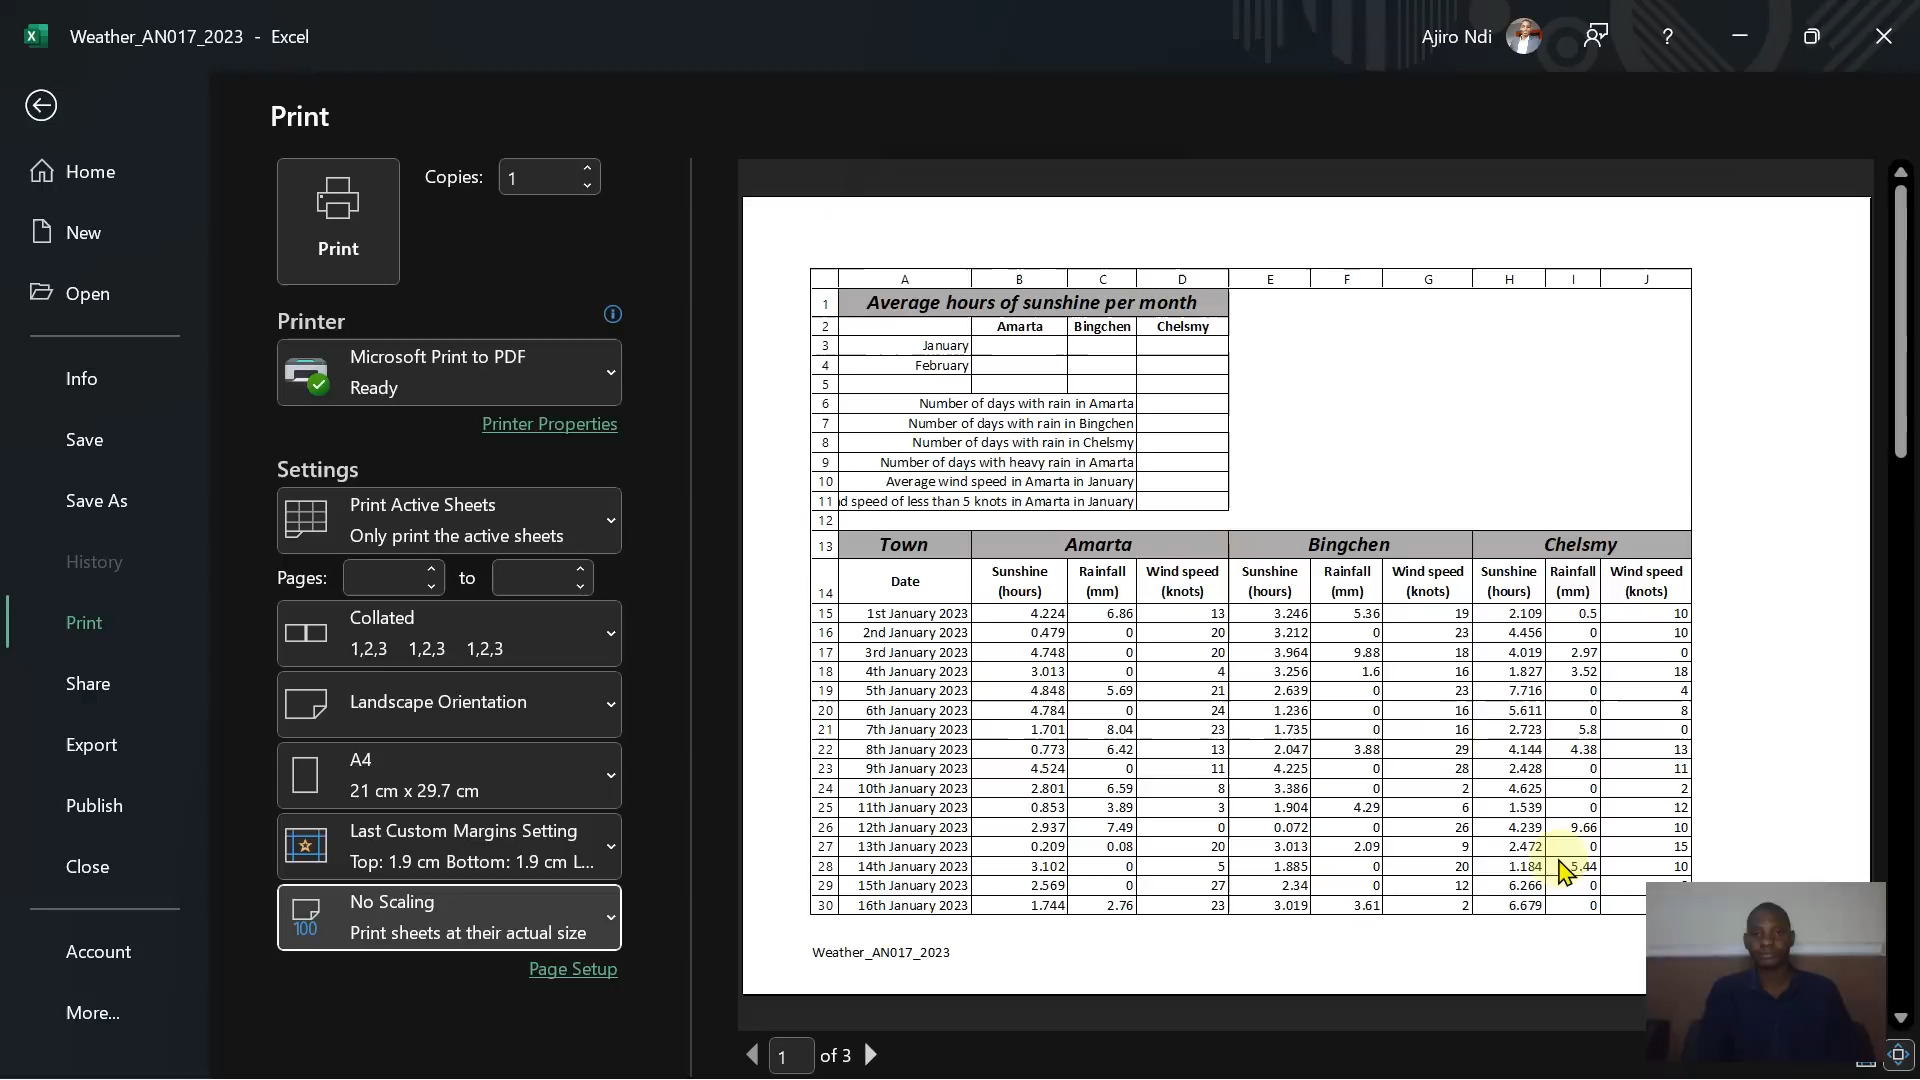 Weather_AN017_2023 - Excel
Ajiro Ndi
?
Home
New
Open
Info
Save
Save As
History
Print
Share
Export
Publish
Close
Account
More...
Print
Print
Copies: 1
Printer
Microsoft Print to PDF
Ready
Printer Properties
Settings
Print Active Sheets
Only print the active sheets
Pages: to
Collated
1,2,3 1,2,3 1,2,3
Landscape Orientation
A4
21 cm x 29.7 cm
Last Custom Margins Setting
Top: 1.9 cm Bottom: 1.9 cm L...
No Scaling
100
Print sheets at their actual size
Page Setup
A B C D E F G H I J
1 Average hours of sunshine per month
2 Amarta Bingchen Chelsmy
3 January
4 February
5
6 Number of days with rain in Amarta
7 Number of days with rain in Bingchen
8 Number of days with rain in Chelsmy
9 Number of days with heavy rain in Amarta
10 Average wind speed in Amarta in January
11 d speed of less than 5 knots in Amarta in January
12
13 Town Amarta Bingchen Chelsmy
14 Date Sunshine (hours) Rainfall (mm) Wind speed (knots) Sunshine (hours) Rainfall (mm) Wind speed (knots) Sunshine (hours) Rainfall (mm) Wind speed (knots)
15 1st January 2023 4.224 6.86 13 3.246 5.36 19 2.109 0.5 10
16 2nd January 2023 0.479 0 20 3.212 0 23 4.456 0 10
17 3rd January 2023 4.748 0 20 3.964 9.88 18 4.019 2.97 0
18 4th January 2023 3.013 0 4 3.256 1.6 16 1.827 3.52 18
19 5th January 2023 4.848 5.69 21 2.639 0 23 7.716 0 4
20 6th January 2023 4.784 0 24 1.236 0 16 5.611 0 8
21 7th January 2023 1.701 8.04 23 1.735 0 16 2.723 5.8 0
22 8th January 2023 0.773 6.42 13 2.047 3.88 29 4.144 4.38 13
23 9th January 2023 4.524 0 11 4.225 0 28 2.428 0 11
24 10th January 2023 2.801 6.59 8 3.386 0 2 4.625 0 2
25 11th January 2023 0.853 3.89 3 1.904 4.29 6 1.539 0 12
26 12th January 2023 2.937 7.49 0 0.072 0 26 4.239 9.66 10
27 13th January 2023 0.209 0.08 20 3.013 2.09 9 2.472 0 15
28 14th January 2023 3.102 0 5 1.885 0 20 1.184 5.44 10
29 15th January 2023 2.569 0 27 2.34 0 12 6.266 0
30 16th January 2023 1.744 2.76 23 3.019 3.61 2 6.679 0
Weather_AN017_2023
1 of 3